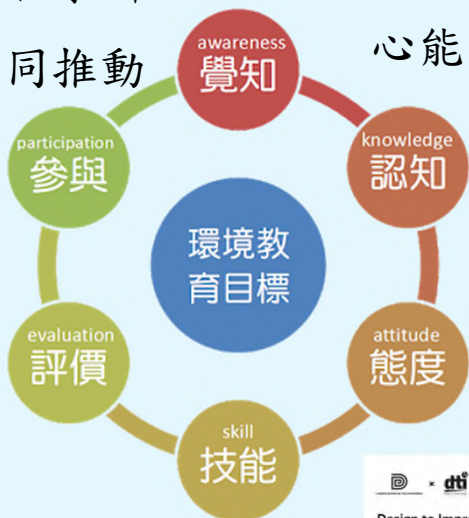 同推動
心能
awareness
覺知
knowledge
認知
attitude
態度
skill
技能
evaluation
評價
participation
參與
環境教
育目標
× dti